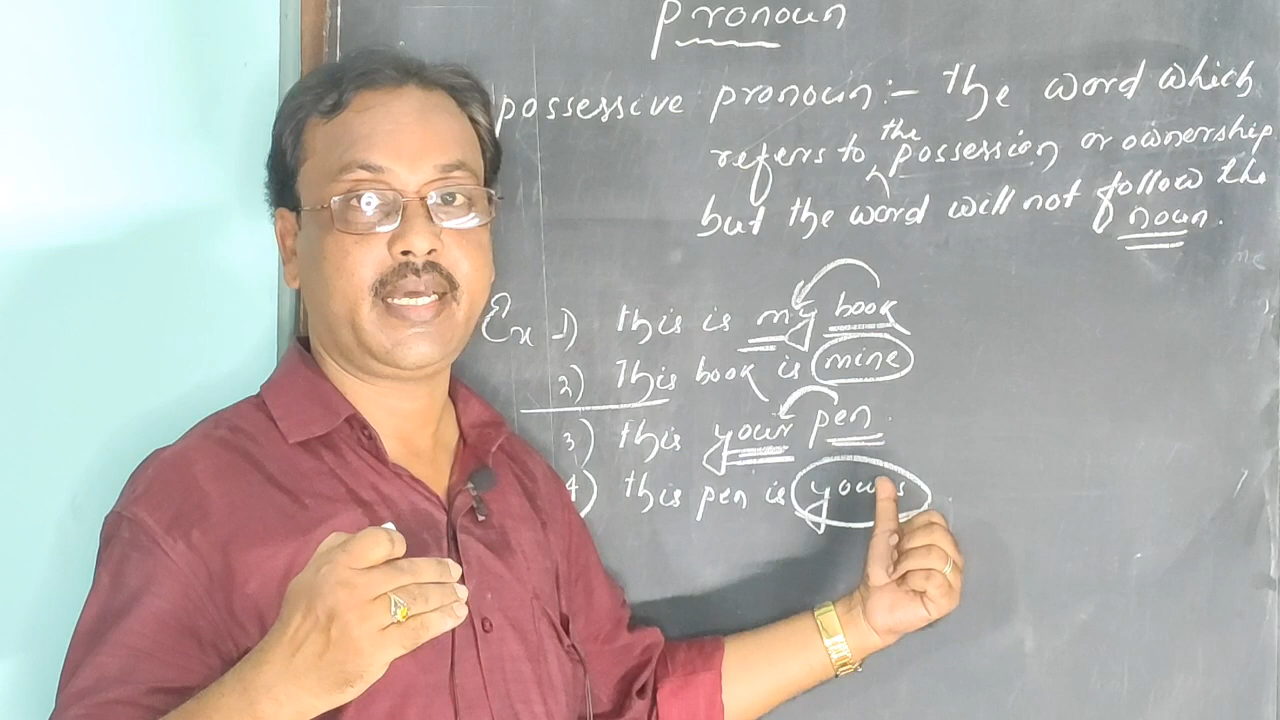 Pronoun
possessive pronoun :- the word which
refers to the possession or ownership
but the word will not follow the
noun.
Ex 1) this is my book
2) This book is mine
3) this your pen.
4) this pen is yours